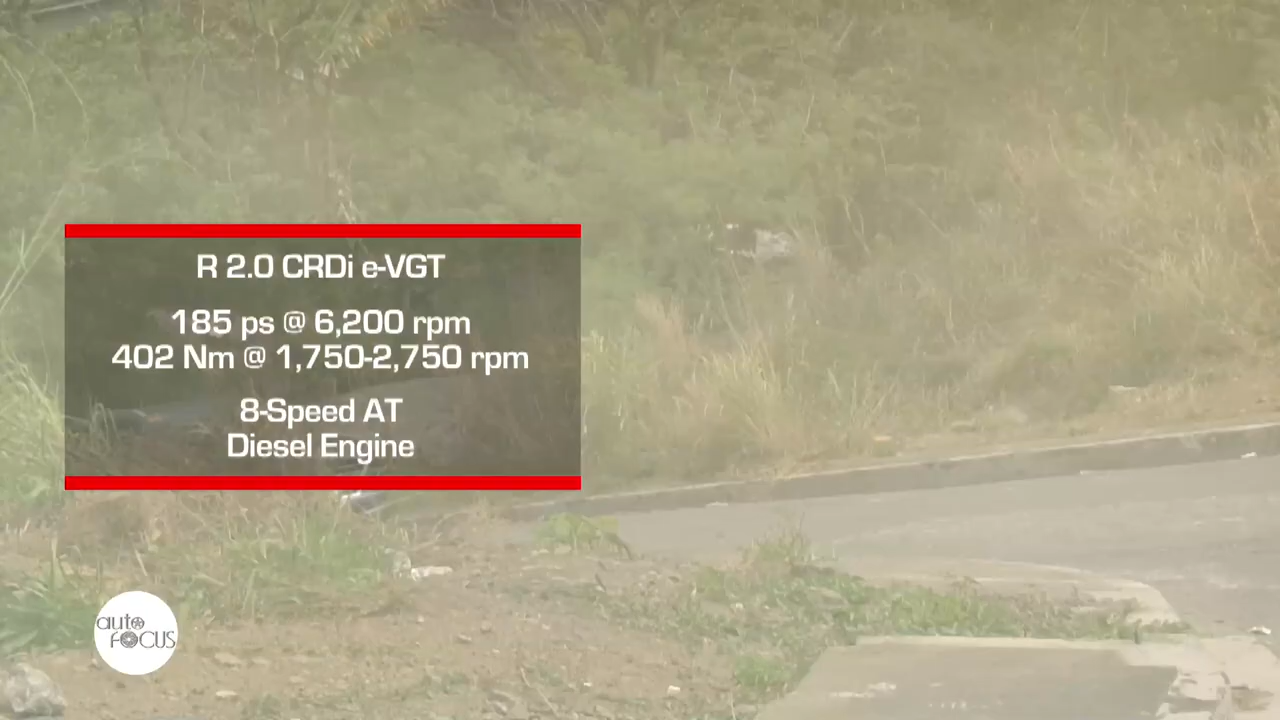 R 2.0 CRDi e-VGT
185 ps @ 6,200 rpm
402 Nm @ 1,750-2,750 rpm
8-Speed AT
Diesel Engine
auto
FOCUS